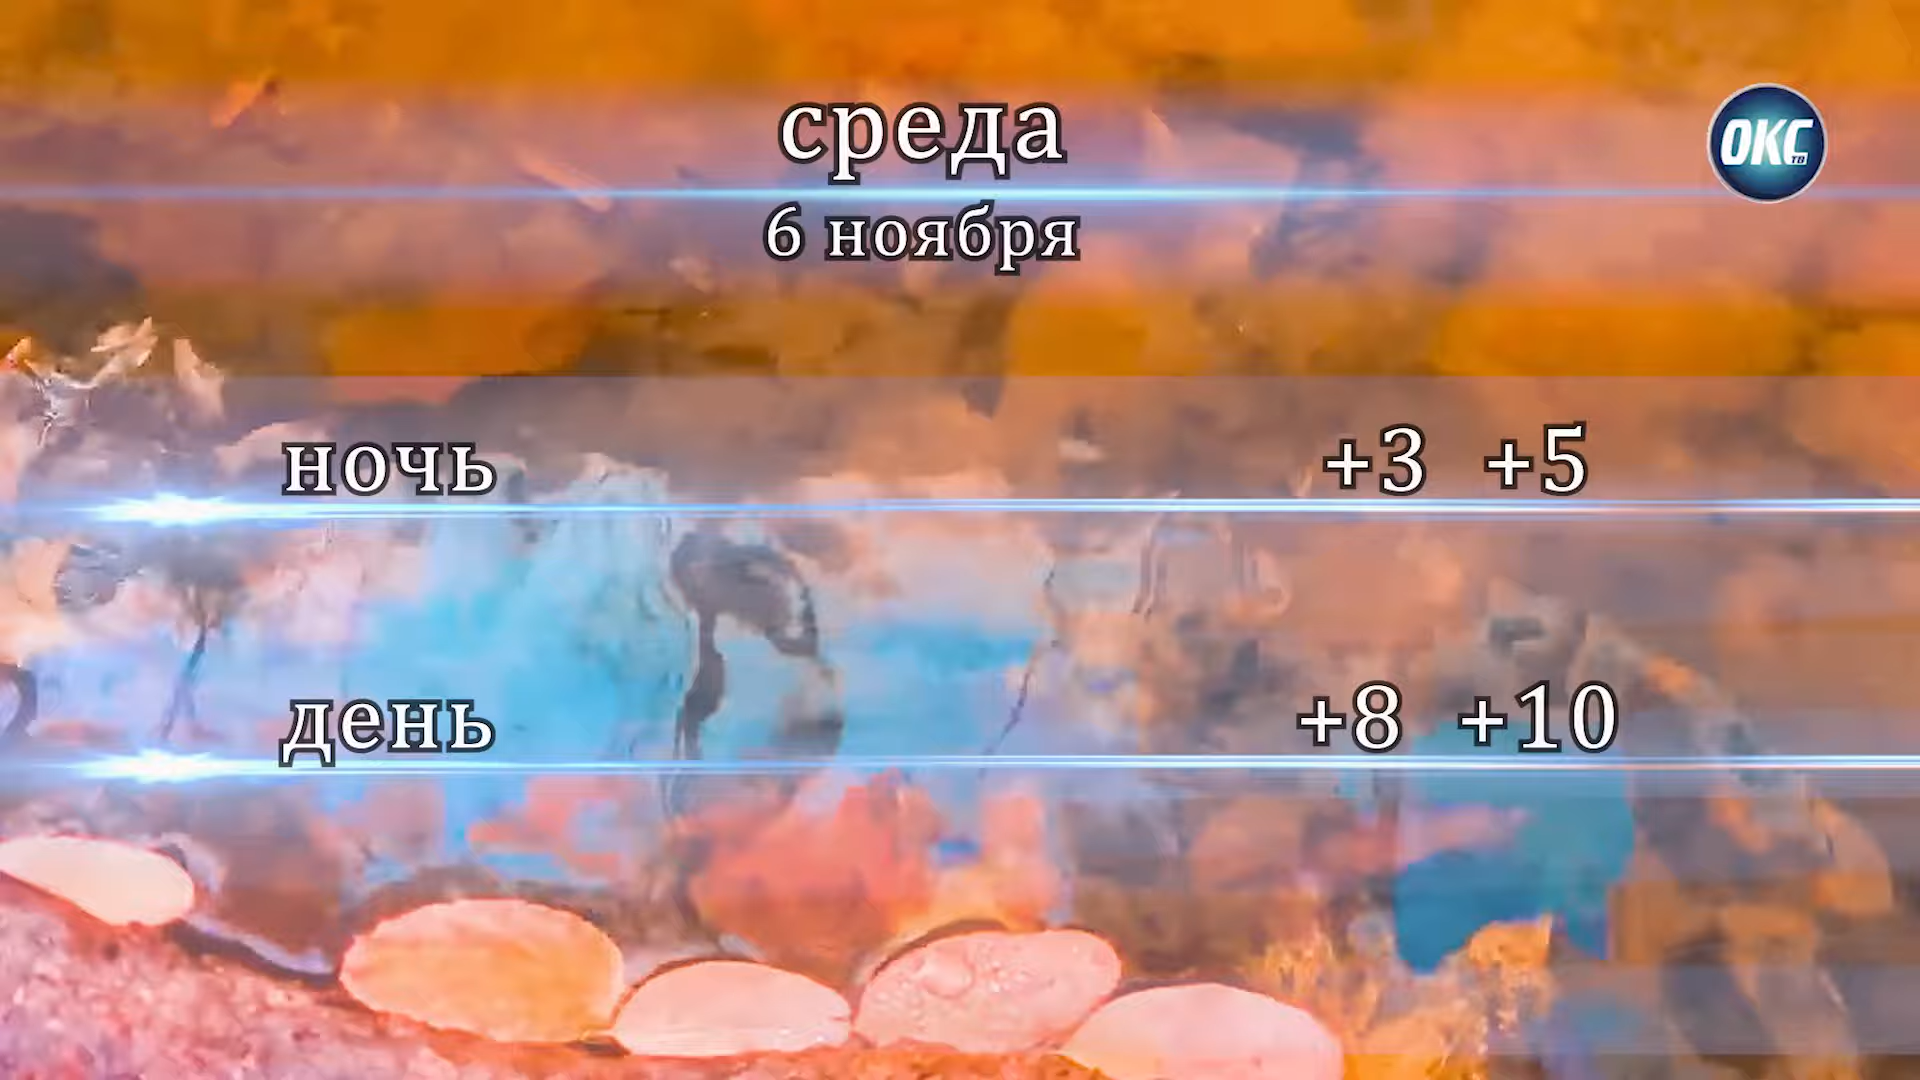 среда
ОКС
ТВ
6 ноября
ночь +3 +5
день +8 +10